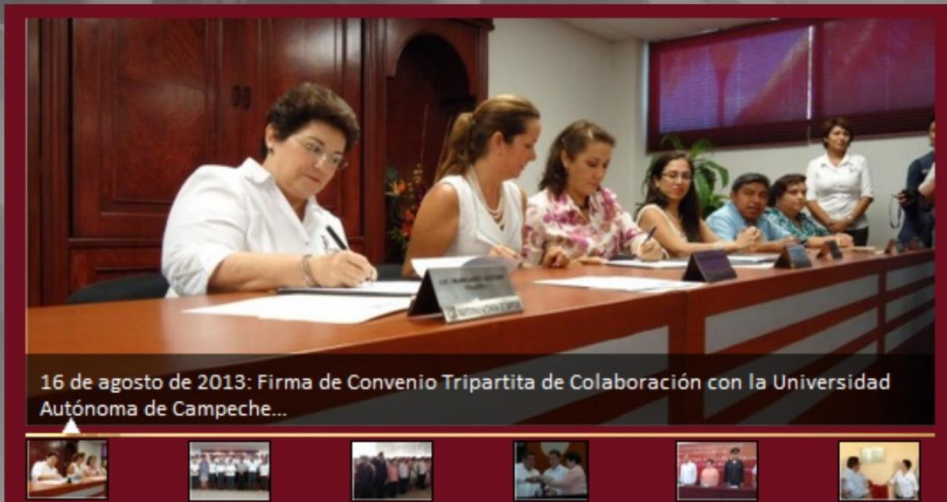 16 de agosto de 2013: Firma de Convenio Tripartita de Colaboración con la Universidad
Autónoma de Campeche...